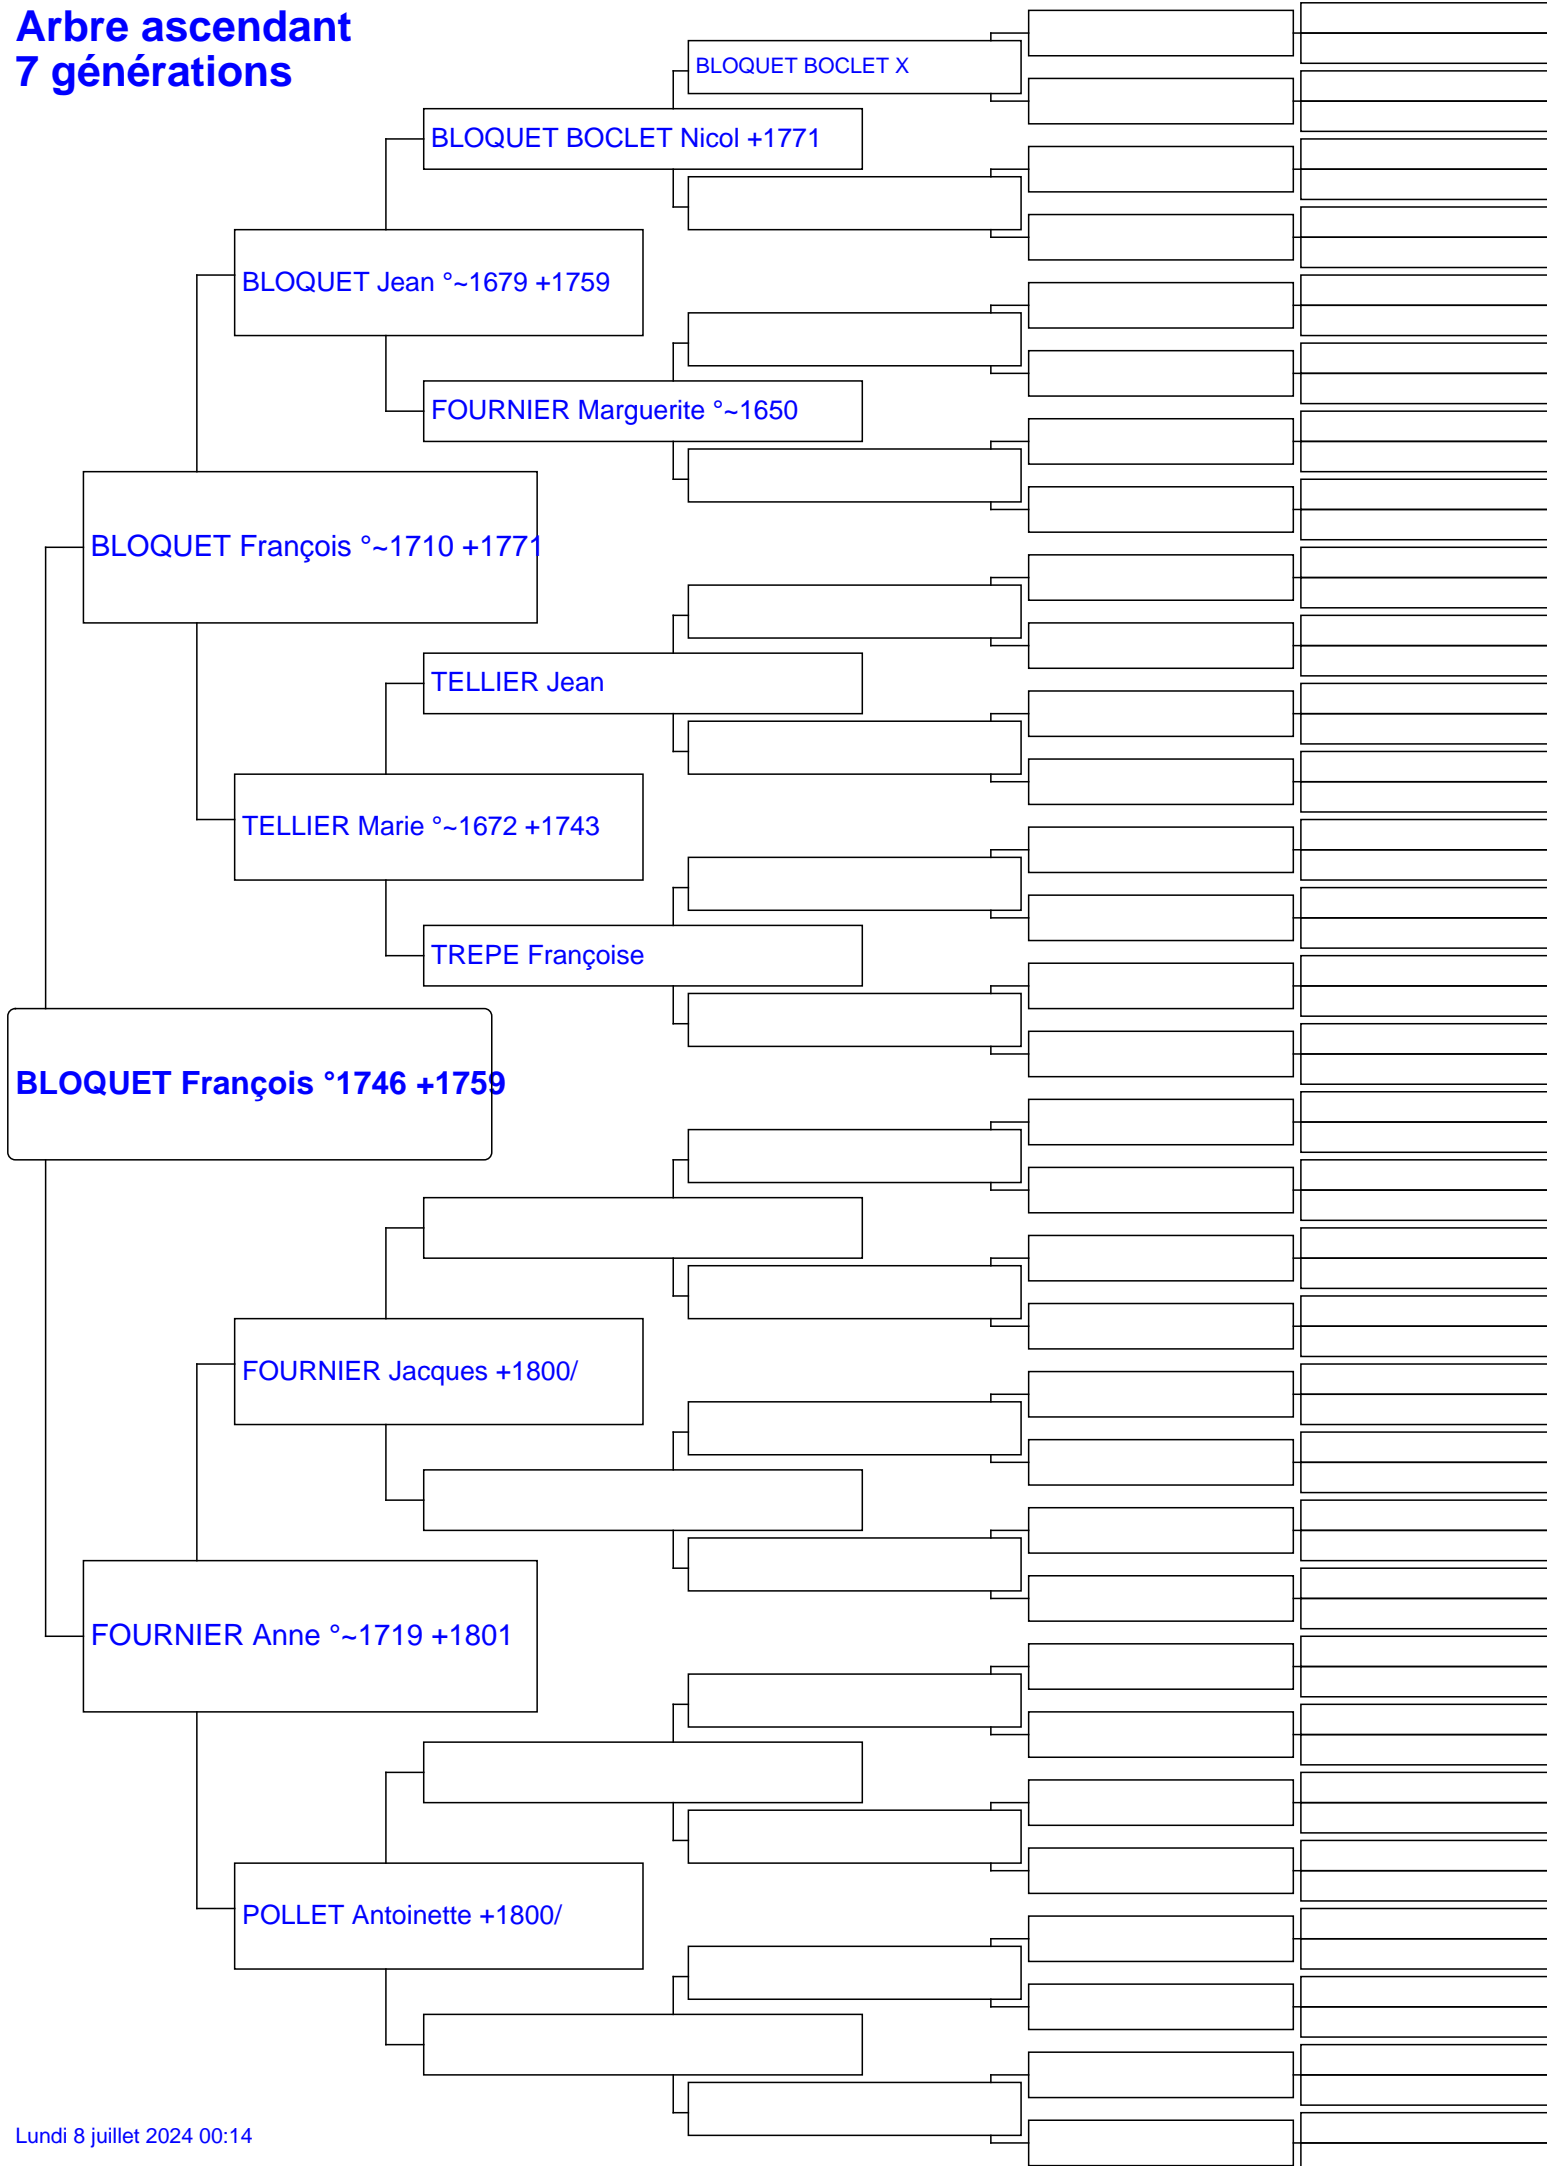 Arbre ascendant
7 générations
BLOQUET BOCLET X
BLOQUET BOCLET Nicol +1771
BLOQUET Jean °~1679 +1759
FOURNIER Marguerite °~1650
BLOQUET François °~1710 +1771
TELLIER Jean
TELLIER Marie °~1672 +1743
TREPE Françoise
BLOQUET François °1746 +1759
FOURNIER Jacques +1800/
FOURNIER Anne °~1719 +1801
POLLET Antoinette +1800/
Lundi 8 juillet 2024 00:14